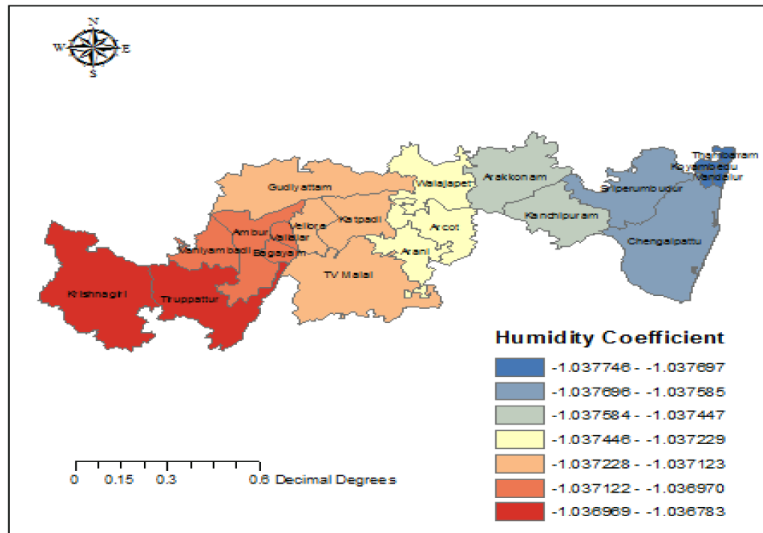 N
W E
S
Thambaram
Koyambedu
Vandalur
Walajapet
Arakkonam
Gudiyattam
Sriperumbudur
Kanchipuram
Katpadi
Vellore
Arcot
Ambur
Vallalar
Chengalpattu
Vaniyambadi
Bagayam
Arani
TV Malai
Krishnagiri
Tiruppattur
Humidity Coefficient
-1.037746 - -1.037697
-1.037696 - -1.037585
-1.037584 - -1.037447
-1.037446 - -1.037229
-1.037228 - -1.037123
-1.037122 - -1.036970
-1.036969 - -1.036783
0 0.15 0.3 0.6 Decimal Degrees